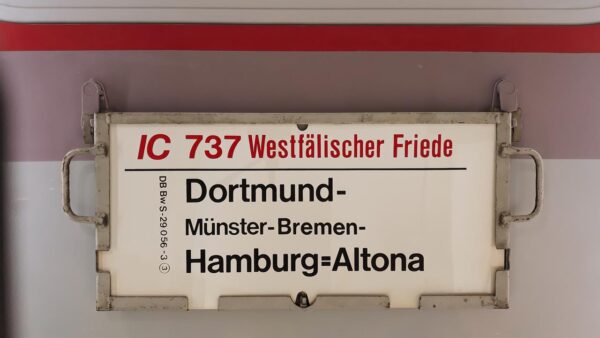 IC 737 Westfälischer Friede
Dortmund-
Münster-Bremen-
Hamburg=Altona
DB Bw S-29 056-3 3